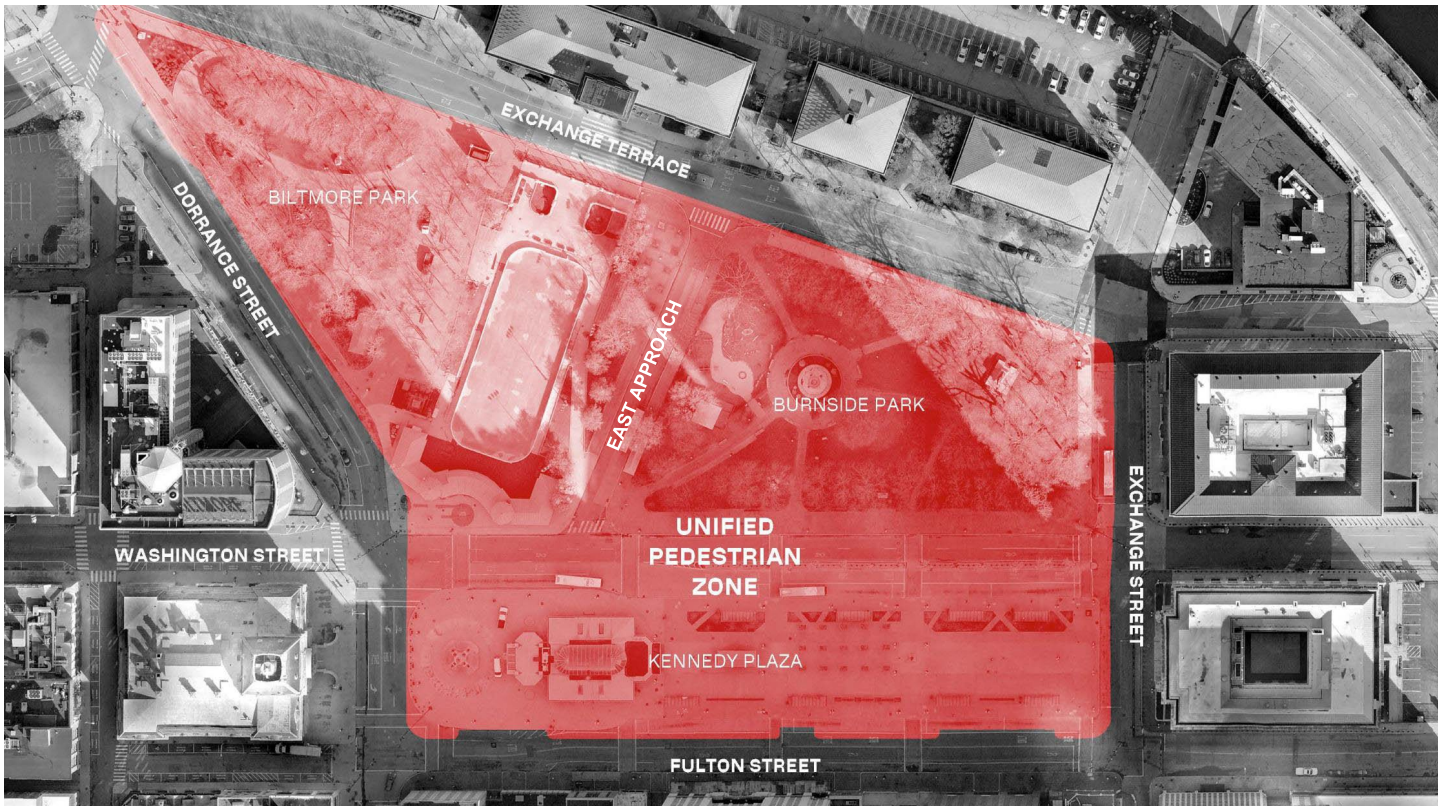 EXCHANGE TERRACE
BILTMORE PARK
DORRANCE STREET
EAST APPROACH
BURNSIDE PARK
EXCHANGE STREET
BILTMORE
UNIFIED
PEDESTRIAN
ZONE
WASHINGTON STREET
KENNEDY PLAZA
FULTON STREET